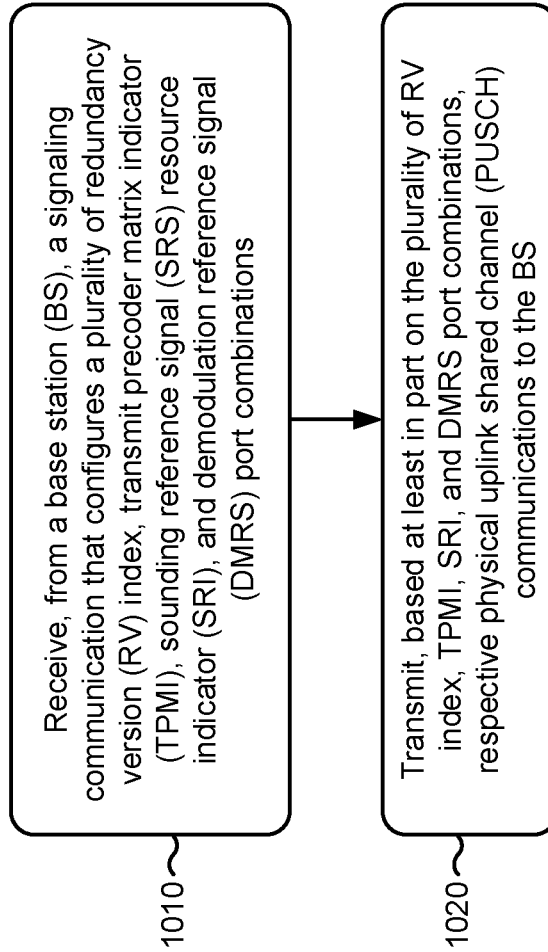 Receive, from a base station (BS), a signaling
communication that configures a plurality of redundancy
version (RV) index, transmit precoder matrix indicator
(TPMI), sounding reference signal (SRS) resource
indicator (SRI), and demodulation reference signal
(DMRS) port combinations
1010
Transmit, based at least in part on the plurality of RV
index, TPMI, SRI, and DMRS port combinations,
respective physical uplink shared channel (PUSCH)
communications to the BS
1020